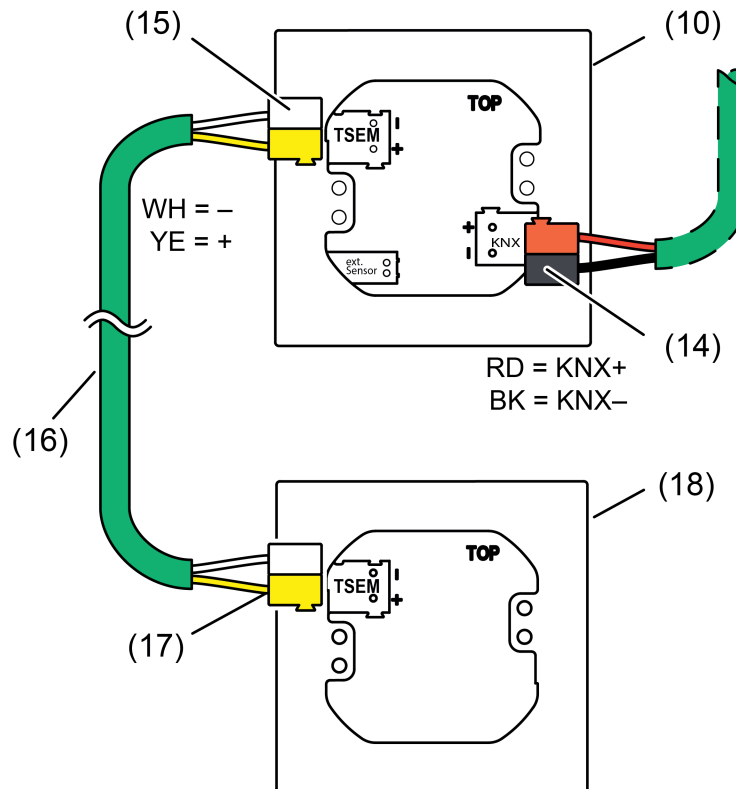 (15)
(10)
TOP
TSEM
-
+
WH = –
YE = +
+
-
KNX
ext.
Sensor
(14)
RD = KNX+
BK = KNX–
(16)
(18)
TOP
TSEM
-
+
(17)